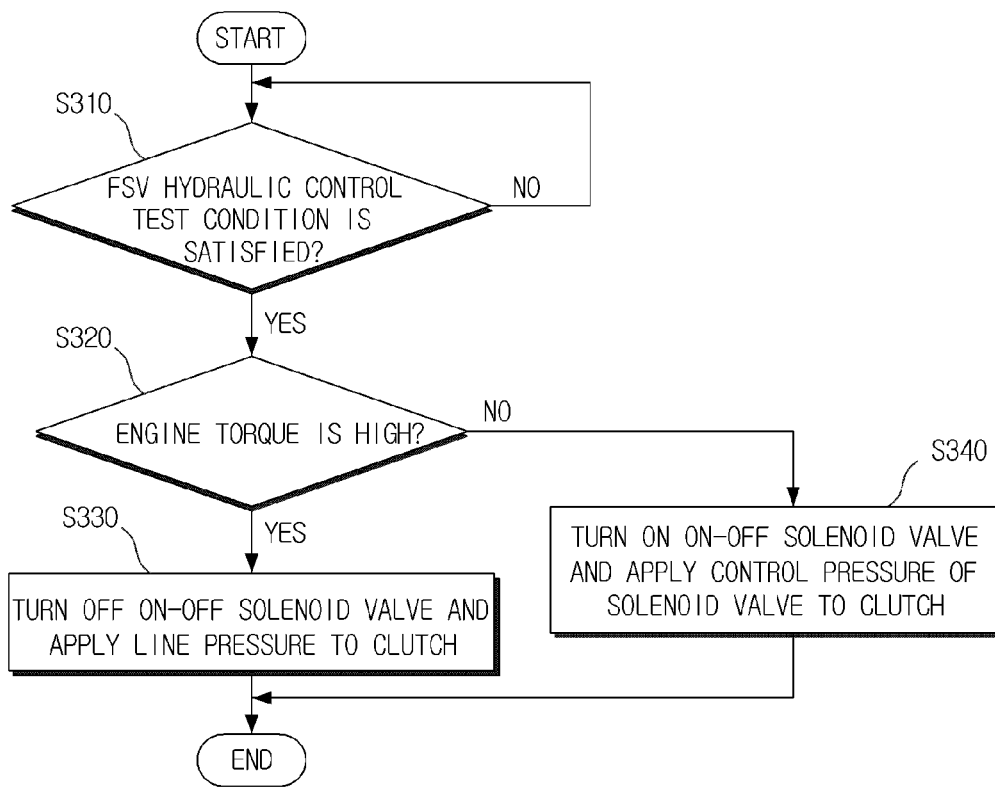 START
S310
FSV HYDRAULIC CONTROL
TEST CONDITION IS
SATISFIED?
NO
YES
S320
ENGINE TORQUE IS HIGH?
NO
YES
S330
TURN OFF ON-OFF SOLENOID VALVE AND
APPLY LINE PRESSURE TO CLUTCH
S340
TURN ON ON-OFF SOLENOID VALVE
AND APPLY CONTROL PRESSURE OF
SOLENOID VALVE TO CLUTCH
END